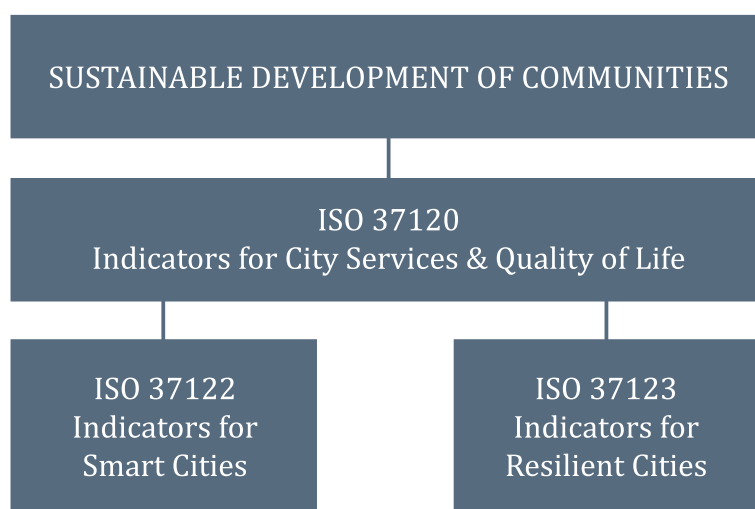 SUSTAINABLE DEVELOPMENT OF COMMUNITIES
ISO 37120
Indicators for City Services & Quality of Life
ISO 37122
Indicators for
Smart Cities
ISO 37123
Indicators for
Resilient Cities